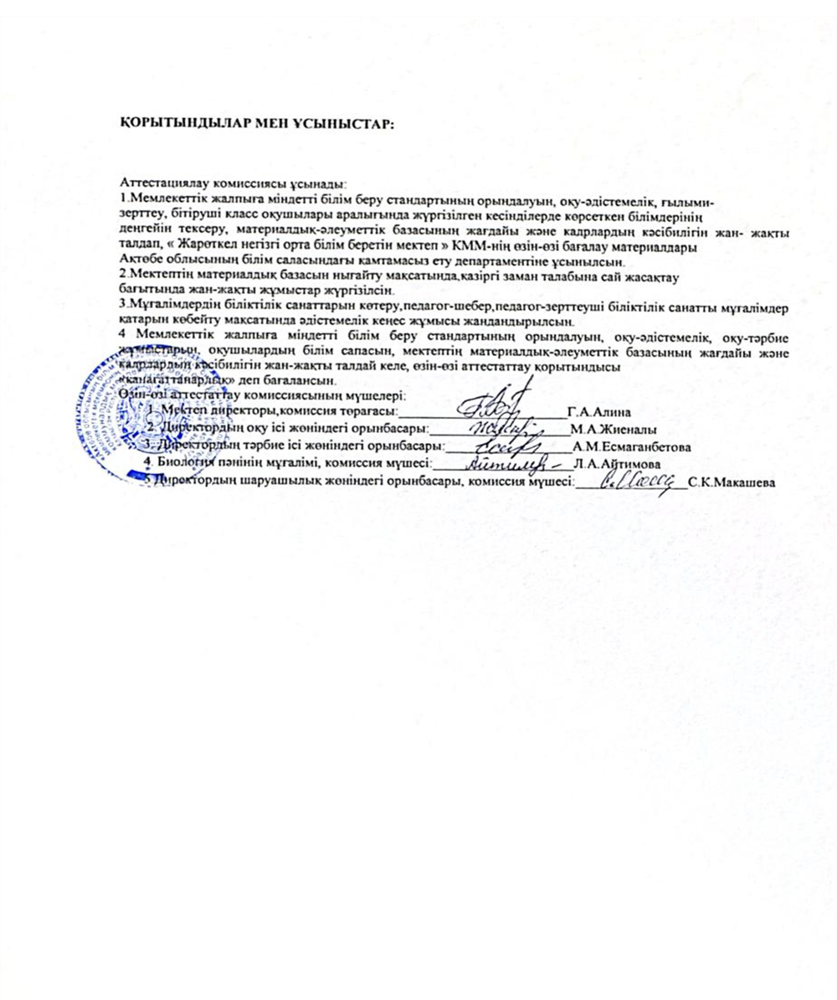 ҚОРЫТЫНДЫЛАР МЕН ҰСЫНЫСТАР:
Аттестациялау комиссиясы ұсынады:
1.Мемлекеттік жалпыға міндетті білім беру стандартының орындалуын, оқу-әдістемелік, ғылыми-
зерттеу, бітіруші класс оқушылары аралығында жүргізілген кесінділерде көрсеткен білімдерінің
деңгейін тексеру, материалдық-әлеуметтік базасының жағдайы және кадрлардың кәсібилігін жан- жақты
талдап, « Жарөткел негізгі орта білім беретін мектеп » КММ-нің өзін-өзі бағалау материалдары
Ақтөбе облысының білім саласындағы қамтамасыз ету департаментіне ұсынылсын.
2.Мектептің материалдық базасын нығайту мақсатында,қазіргі заман талабына сай жасақтау
бағытында жан-жақты жұмыстар жүргізілсін.
3.Мұғалімдердің біліктілік санаттарын көтеру,педагог-шебер,педагог-зерттеуші біліктілік санатты мұғалімдер
қатарын көбейту мақсатында әдістемелік кеңес жұмысы жандандырылсын.
4 Мемлекеттік жалпыға міндетті білім беру стандартының орындалуын, оқу-әдістемелік, оқу-тәрбие
жұмыстарын, оқушылардың білім сапасын, мектептің материалдық-әлеуметтік базасының жағдайы және
кадрлардың кәсібилігін жан-жақты талдай келе, өзін-өзі аттестаттау қорытындысы
«қанағаттанарлық» деп бағалансын.
Өзін-өзі аттестаттау комиссиясының мүшелері:
1. Мектеп директоры,комиссия төрағасы: Г.А.Алина
2. Директордың оқу ісі жөніндегі орынбасары: М.А.Жиеналы
3. Директордың тәрбие ісі жөніндегі орынбасары: А.М.Есмаганбетова
4. Биология пәнінің мұғалімі, комиссия мүшесі: Л.А.Айтимова
5 Директордың шаруашылық жөніндегі орынбасары, комиссия мүшесі: С.К.Макашева